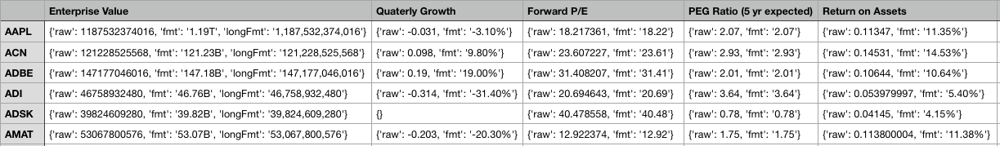 Enterprise Value Quaterly Growth Forward P/E PEG Ratio (5 yr expected) Return on Assets
AAPL {'raw': 1187532374016, 'fmt': '1.19T', 'longFmt': '1,187,532,374,016'} {'raw': -0.031, 'fmt': '-3.10%'} {'raw': 18.217361, 'fmt': '18.22'} {'raw': 2.07, 'fmt': '2.07'} {'raw': 0.11347, 'fmt': '11.35%'}
ACN {'raw': 121228525568, 'fmt': '121.23B', 'longFmt': '121,228,525,568'} {'raw': 0.098, 'fmt': '9.80%'} {'raw': 23.607227, 'fmt': '23.61'} {'raw': 2.93, 'fmt': '2.93'} {'raw': 0.14531, 'fmt': '14.53%'}
ADBE {'raw': 147177046016, 'fmt': '147.18B', 'longFmt': '147,177,046,016'} {'raw': 0.19, 'fmt': '19.00%'} {'raw': 31.408207, 'fmt': '31.41'} {'raw': 2.01, 'fmt': '2.01'} {'raw': 0.10644, 'fmt': '10.64%'}
ADI {'raw': 46758932480, 'fmt': '46.76B', 'longFmt': '46,758,932,480'} {'raw': -0.314, 'fmt': '-31.40%'} {'raw': 20.694643, 'fmt': '20.69'} {'raw': 3.64, 'fmt': '3.64'} {'raw': 0.053979997, 'fmt': '5.40%'}
ADSK {'raw': 39824609280, 'fmt': '39.82B', 'longFmt': '39,824,609,280'} {} {'raw': 40.478558, 'fmt': '40.48'} {'raw': 0.78, 'fmt': '0.78'} {'raw': 0.04145, 'fmt': '4.15%'}
AMAT {'raw': 53067800576, 'fmt': '53.07B', 'longFmt': '53,067,800,576'} {'raw': -0.203, 'fmt': '-20.30%'} {'raw': 12.922374, 'fmt': '12.92'} {'raw': 1.75, 'fmt': '1.75'} {'raw': 0.113800004, 'fmt': '11.38%'}